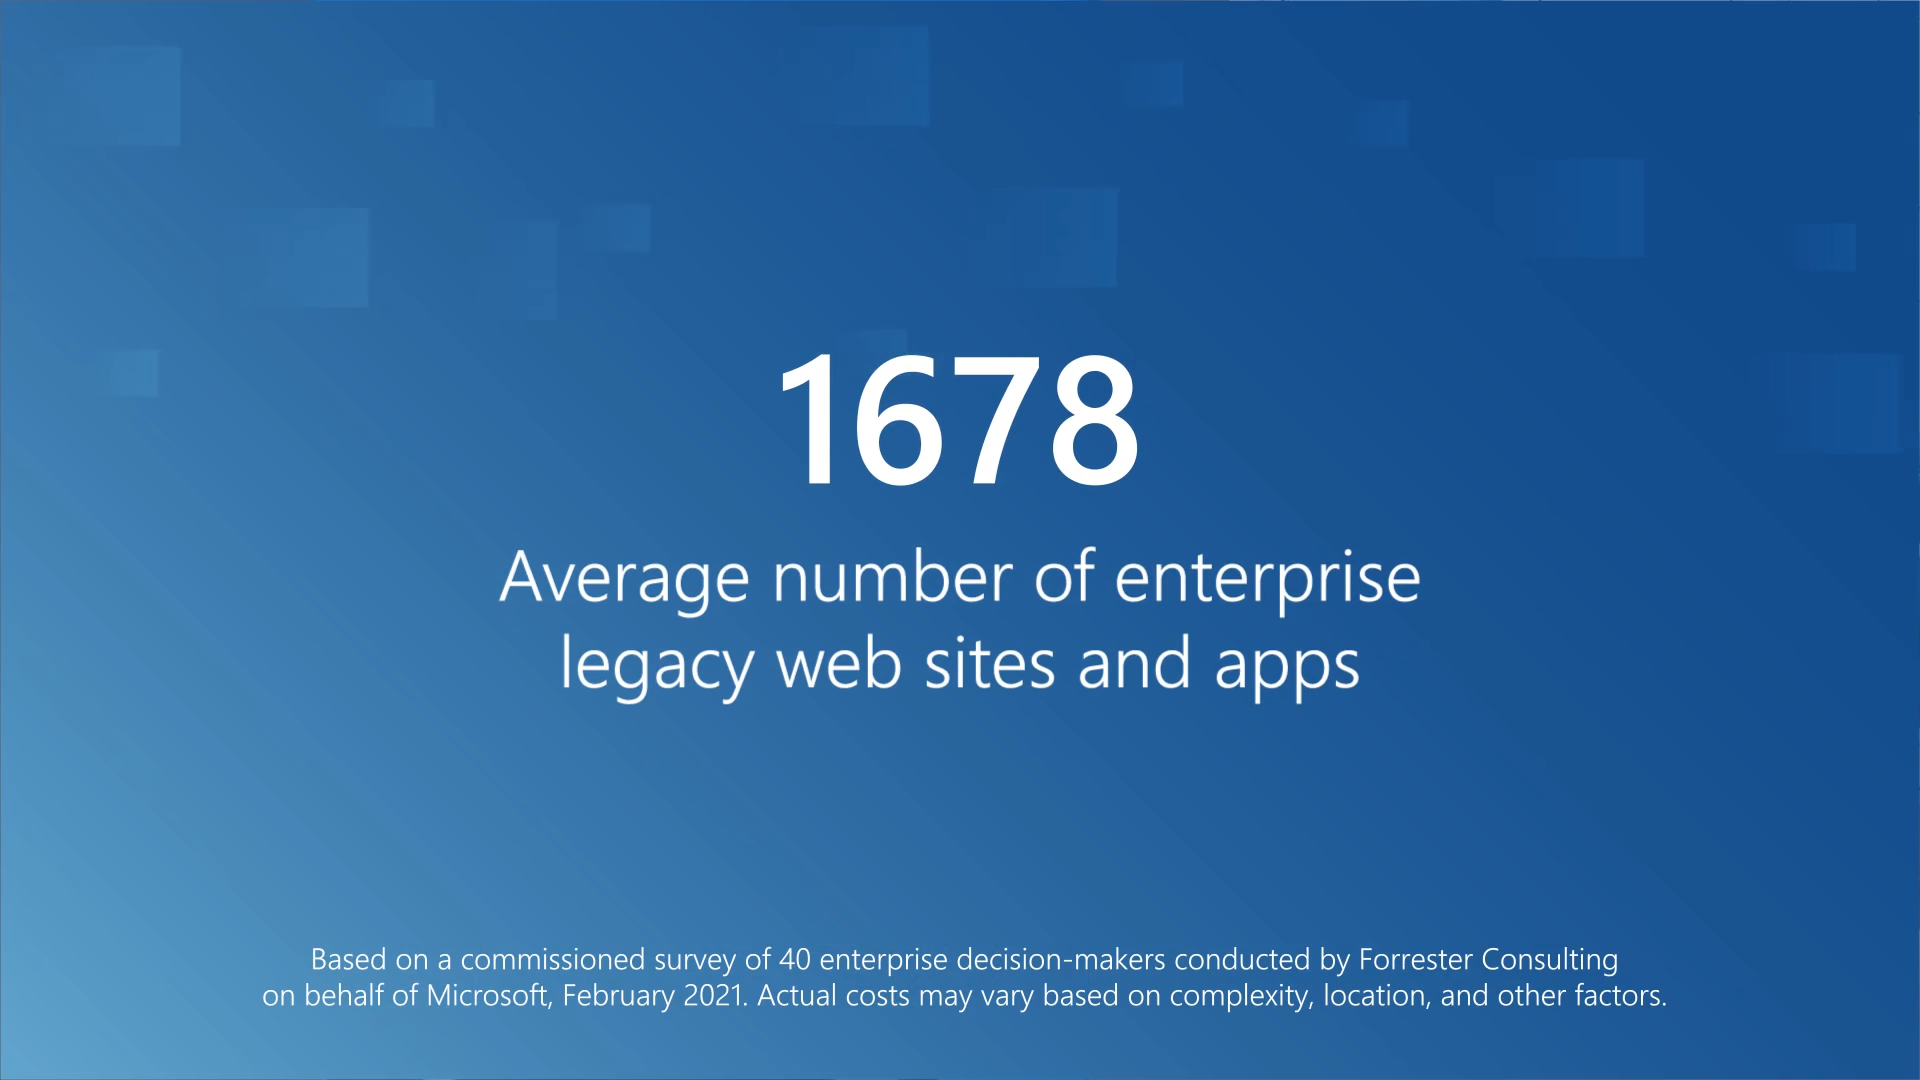 1678
Average number of enterprise
legacy web sites and apps
Based on a commissioned survey of 40 enterprise decision-makers conducted by Forrester Consulting
on behalf of Microsoft, February 2021. Actual costs may vary based on complexity, location, and other factors.